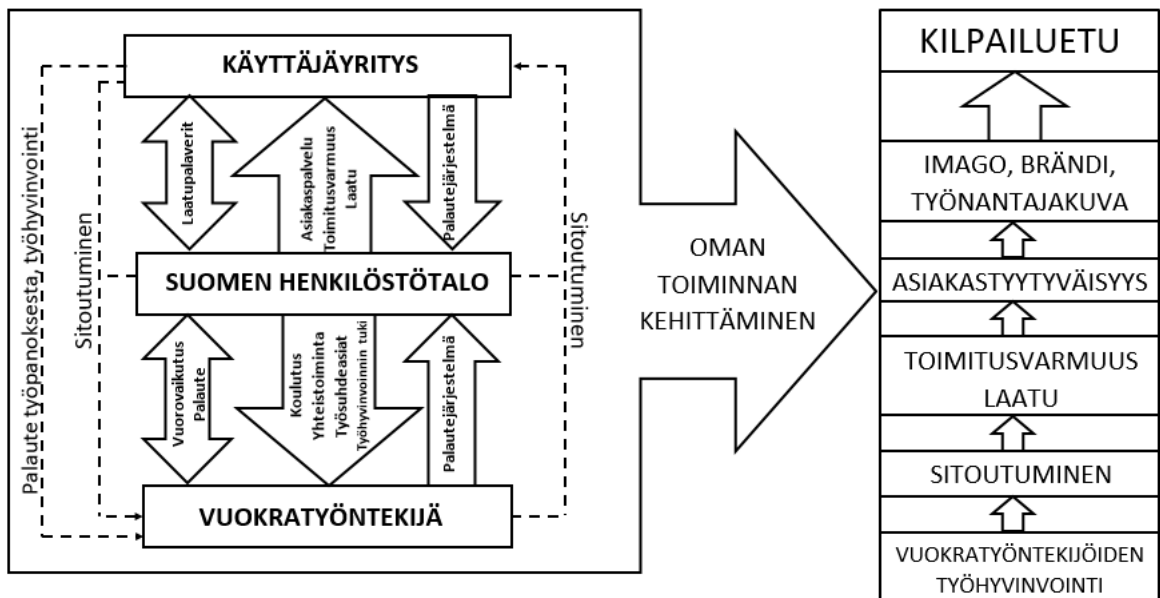 KÄYTTÄJÄYRITYS
Laatupalaverit
Asiakaspalvelu
Toimitusvarmuus
Laatu
Palautejärjestelmä
Palaute työpanoksesta, työhyvinvointi
Sitoutuminen
Sitoutuminen
SUOMEN HENKILÖSTÖTALO
Vuorovaikutus
Palaute
Koulutus
Yhteistoiminta
Työsuhdeasiat
Työhyvinvoinnin tuki
Palautejärjestelmä
VUOKRATYÖNTEKIJÄ
OMAN
TOIMINNAN
KEHITTÄMINEN
KILPAILUETU
IMAGO, BRÄNDI,
TYÖNANTAJAKUVA
ASIAKASTYYTYVÄISYYS
TOIMITUSVARMUUS
LAATU
SITOUTUMINEN
VUOKRATYÖNTEKIJÖIDEN
TYÖHYVINVOINTI